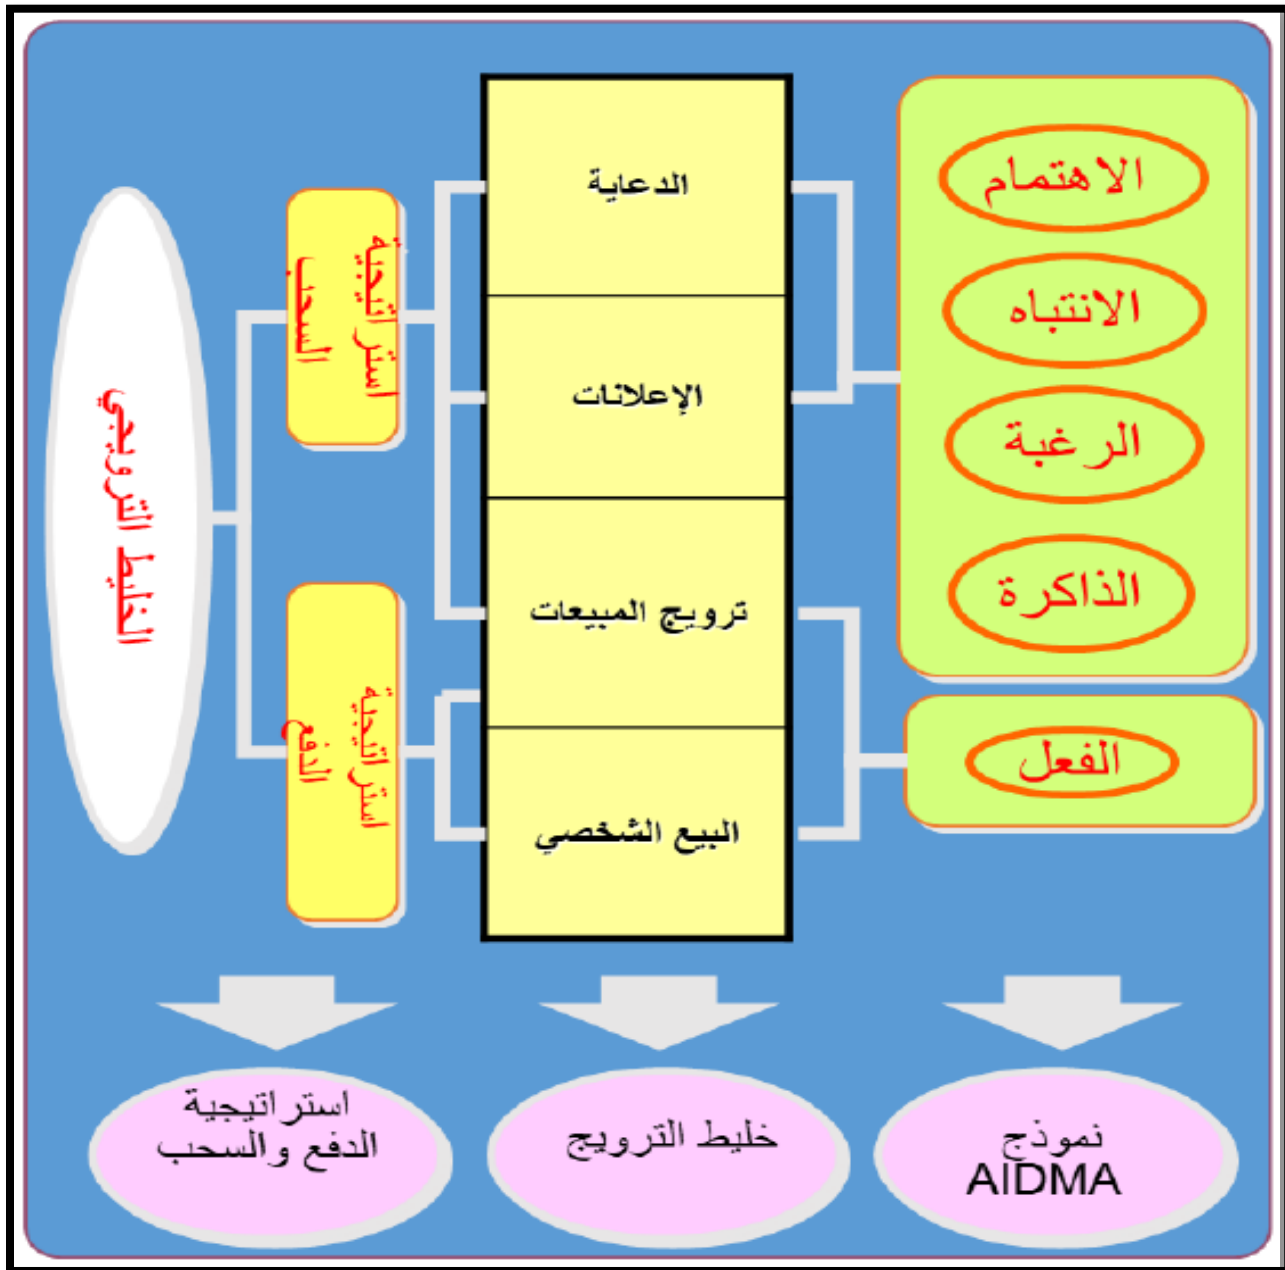 الاهتمام
الانتباه
الرغبة
الذاكرة
الفعل
الدعاية
الإعلانات
ترويج المبيعات
البيع الشخصي
استراتيجية
السحب
استراتيجية
الدفع
الخليط الترويجي
نموذج
AIDMA
خليط الترويج
استراتيجية
الدفع والسحب